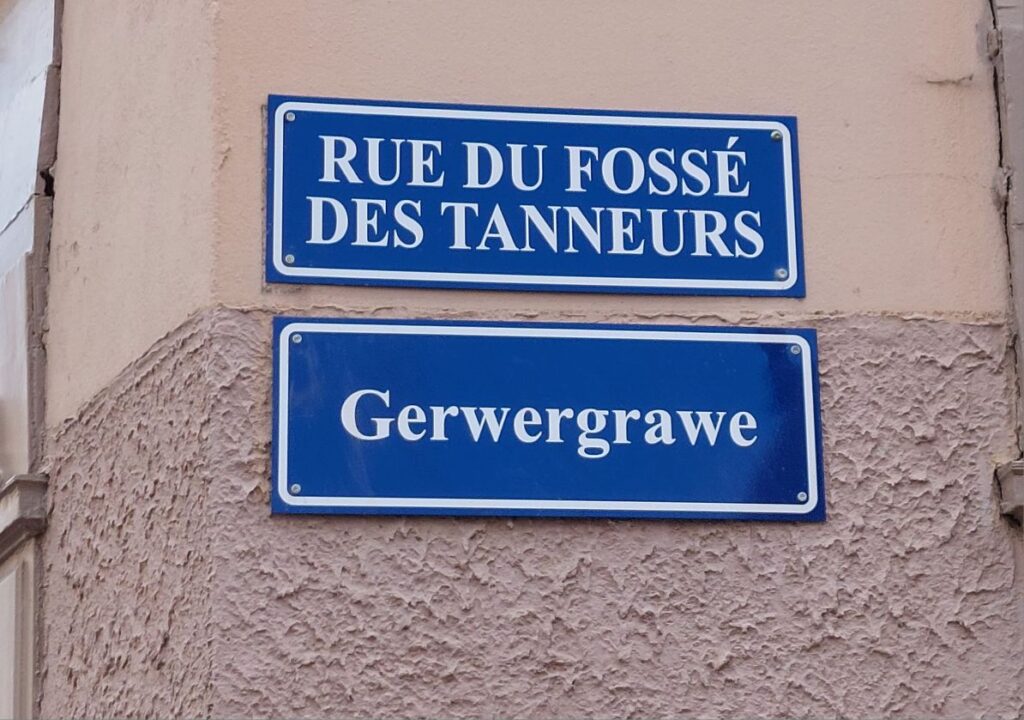 RUE DU FOSSÉ
DES TANNEURS
Gerwergrawe